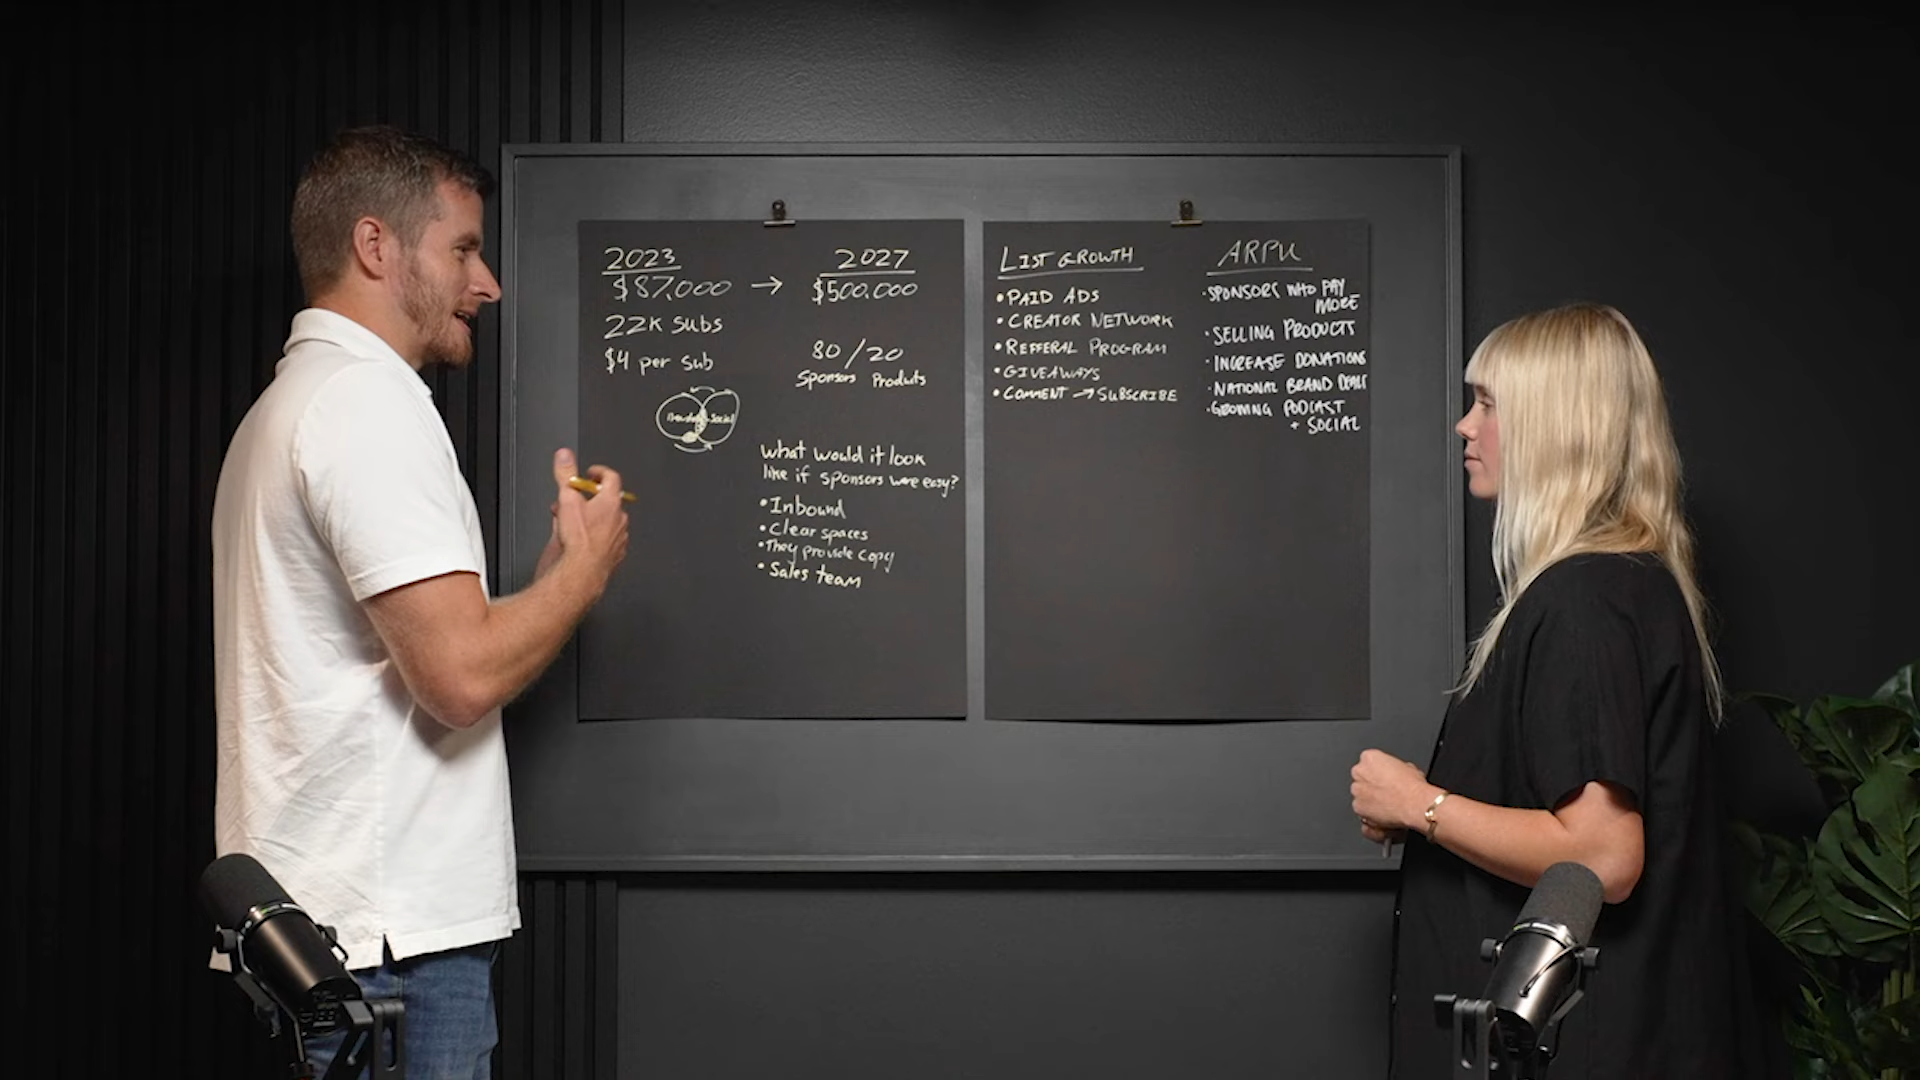 2023
$87,000 →
22K subs
$4 per sub
Social
2027
$500,000
80/20
Sponsors Products
What would it look
like if sponsors were easy?
• Inbound
• Clear spaces
• They provide copy
• Sales team
LIST GROWTH
• PAID ADS
• CREATOR NETWORK
• REFFERAL PROGRAM
• GIVEAWAYS
• COMMENT → SUBSCRIBE
ARPU
• SPONSORS WHO PAY
MORE
• SELLING PRODUCTS
• INCREASE DONATIONS
• NATIONAL BRAND DEALS
• GROWING PODCAST
+ SOCIAL